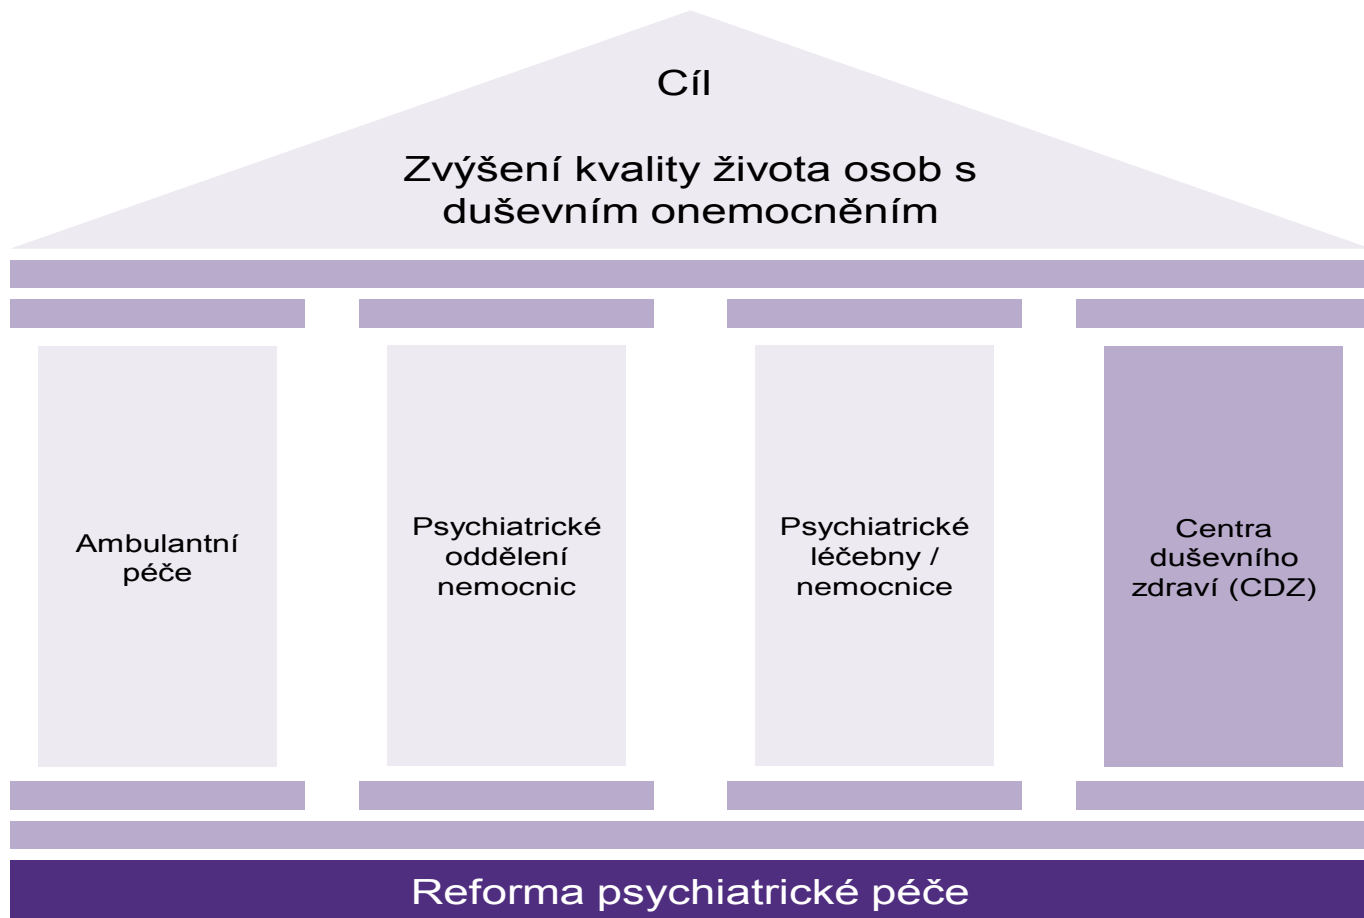 Cíl
Zvýšení kvality života osob s
duševním onemocněním
Ambulantní
péče
Psychiatrické
oddělení
nemocnic
Psychiatrické
léčebny /
nemocnice
Centra
duševního
zdraví (CDZ)
Reforma psychiatrické péče